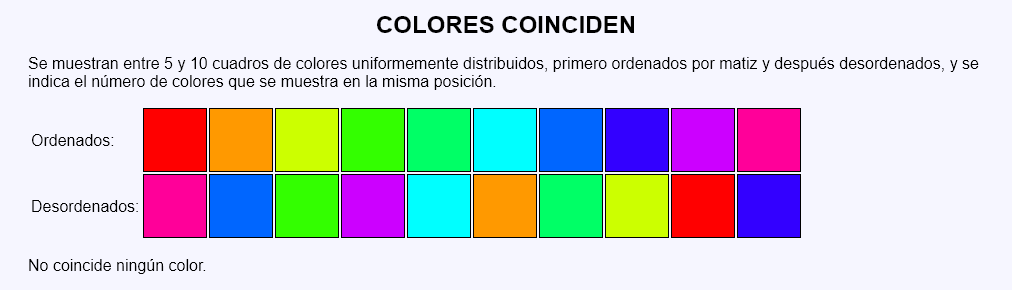 COLORES COINCIDEN
Se muestran entre 5 y 10 cuadros de colores uniformemente distribuidos, primero ordenados por matiz y después desordenados, y se
indica el número de colores que se muestra en la misma posición.
Ordenados:
Desordenados:
No coincide ningún color.